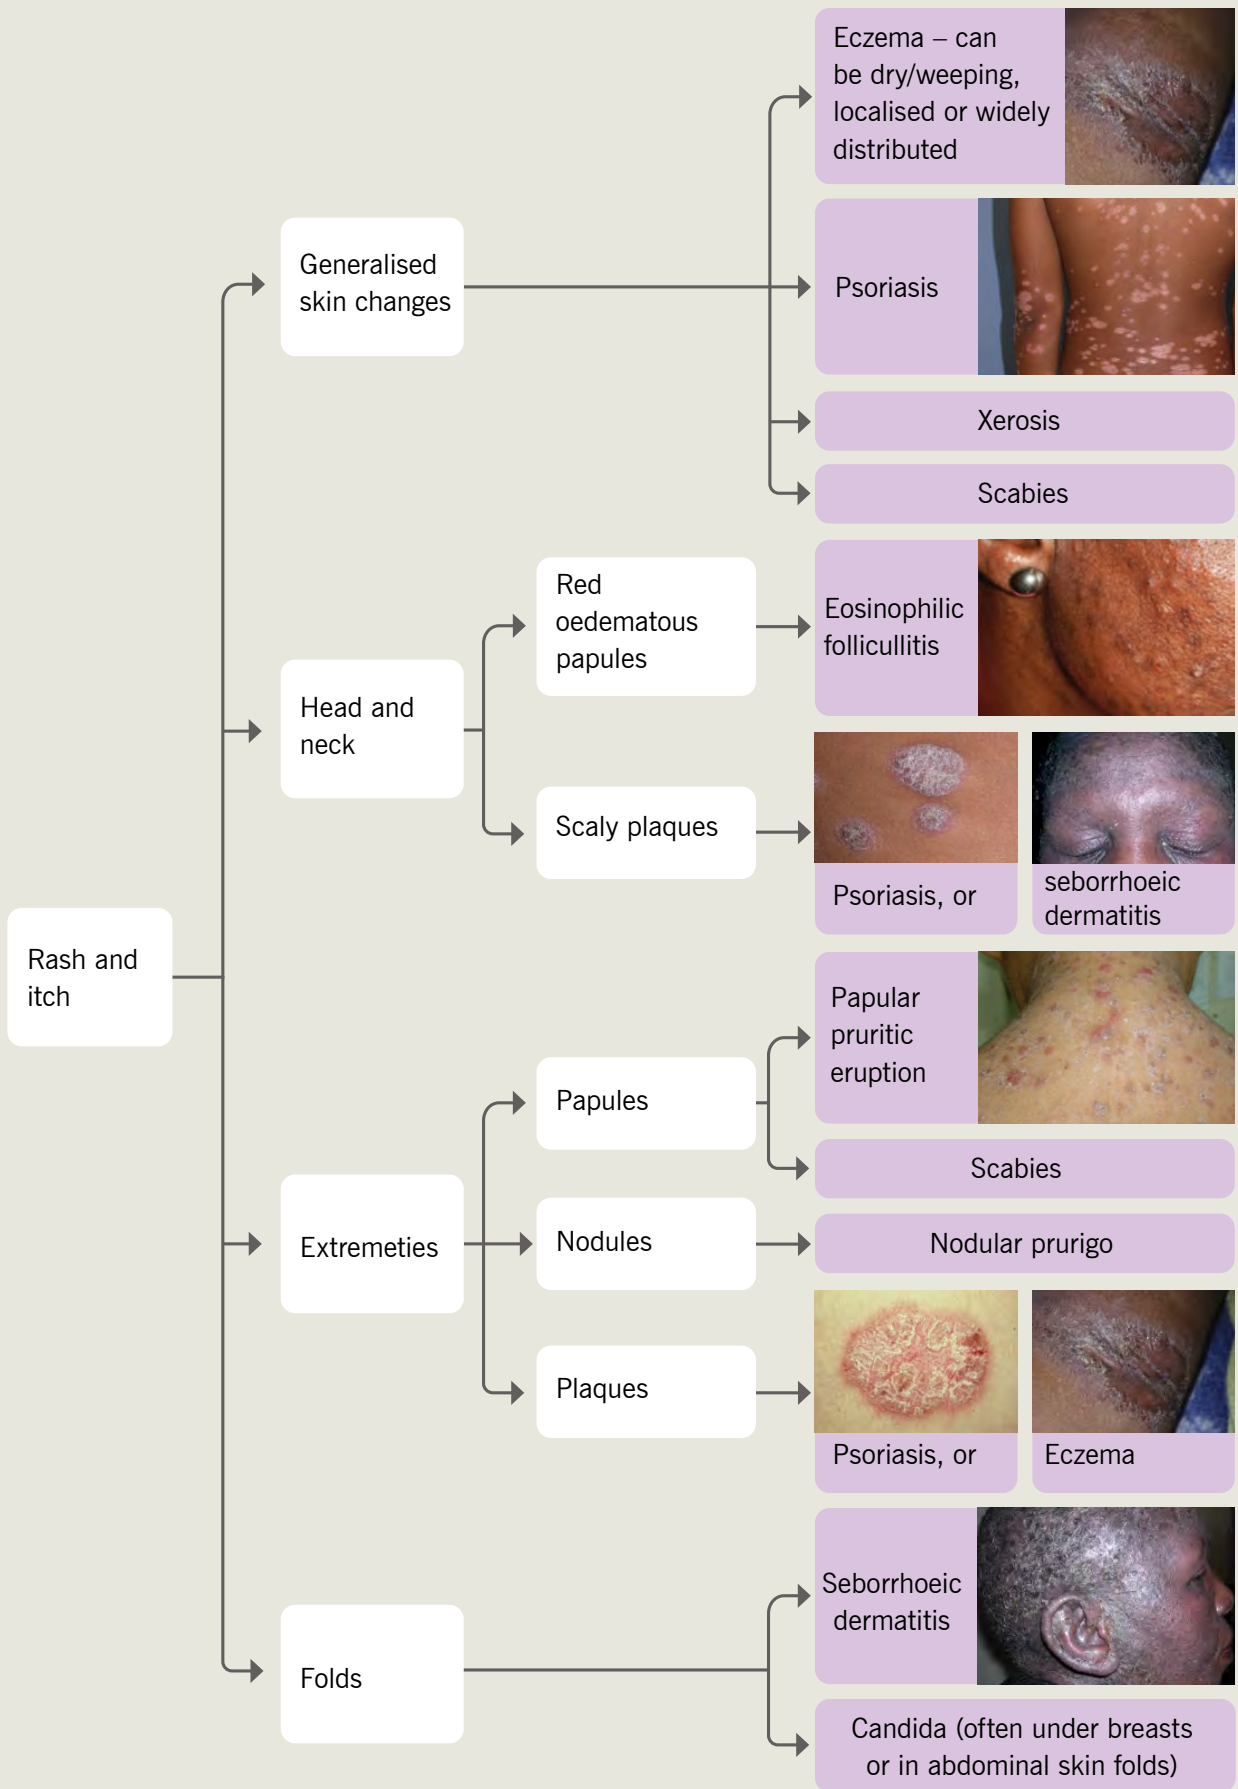 Eczema – can
be dry/weeping,
localised or widely
distributed
Generalised
skin changes
Psoriasis
Xerosis
Scabies
Red
oedematous
papules
Eosinophilic
follicullitis
Head and
neck
Scaly plaques
Psoriasis, or
seborrhoeic
dermatitis
Rash and
itch
Papular
pruritic
eruption
Papules
Scabies
Extremeties
Nodules
Nodular prurigo
Plaques
Psoriasis, or
Eczema
Seborrhoeic
dermatitis
Folds
Candida (often under breasts
or in abdominal skin folds)